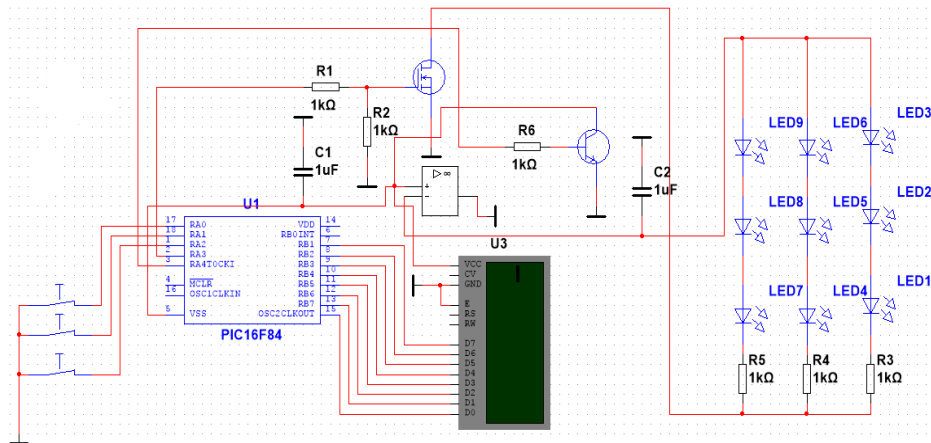 R1
1kΩ
R2
1kΩ
C1
1uF
R6
1kΩ
C2
1uF
LED9
LED6
LED3
LED8
LED5
LED2
LED7
LED4
LED1
R5
1kΩ
R4
1kΩ
R3
1kΩ
▷∞
+
-
U1
17 RA0 VDD 14
18 RA1 RB0INT 6
1 RA2 RB1 7
2 RA3 RB2 8
3 RA4T0CKI RB3 9
RB4 10
4 MCLR RB5 11
16 OSC1CLKIN RB6 12
RB7 13
5 VSS OSC2CLKOUT 15
PIC16F84
U3
VCC
CV
GND
E
RS
RW
D7
D6
D5
D4
D3
D2
D1
D0